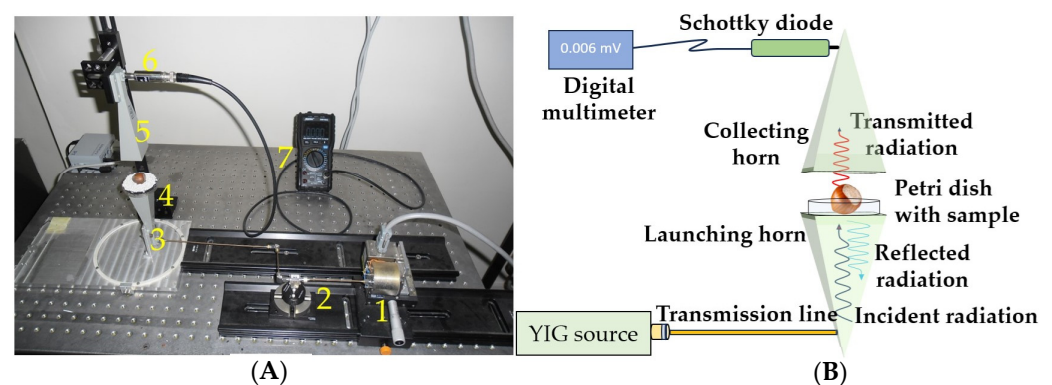 6
5
7
4
3
2
1
(A)
Schottky diode
0.006 mV
Digital
multimeter
Collecting
horn
Transmitted
radiation
Petri dish
with sample
Launching horn
Reflected
radiation
Transmission line
Incident radiation
YIG source
(B)